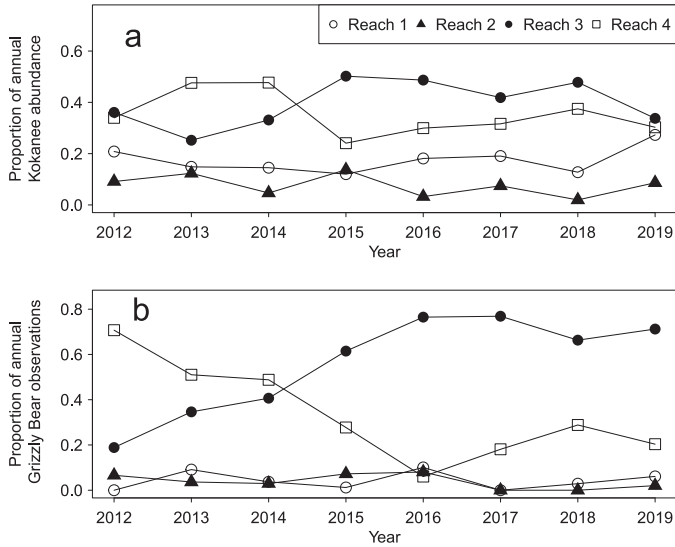 a
Reach 1 Reach 2 Reach 3 Reach 4
Proportion of annual
Kokanee abundance
0.6
0.4
0.2
0.0
2012 2013 2014 2015 2016 2017 2018 2019
Year
b
Proportion of annual
Grizzly Bear observations
0.8
0.6
0.4
0.2
0.0
2012 2013 2014 2015 2016 2017 2018 2019
Year